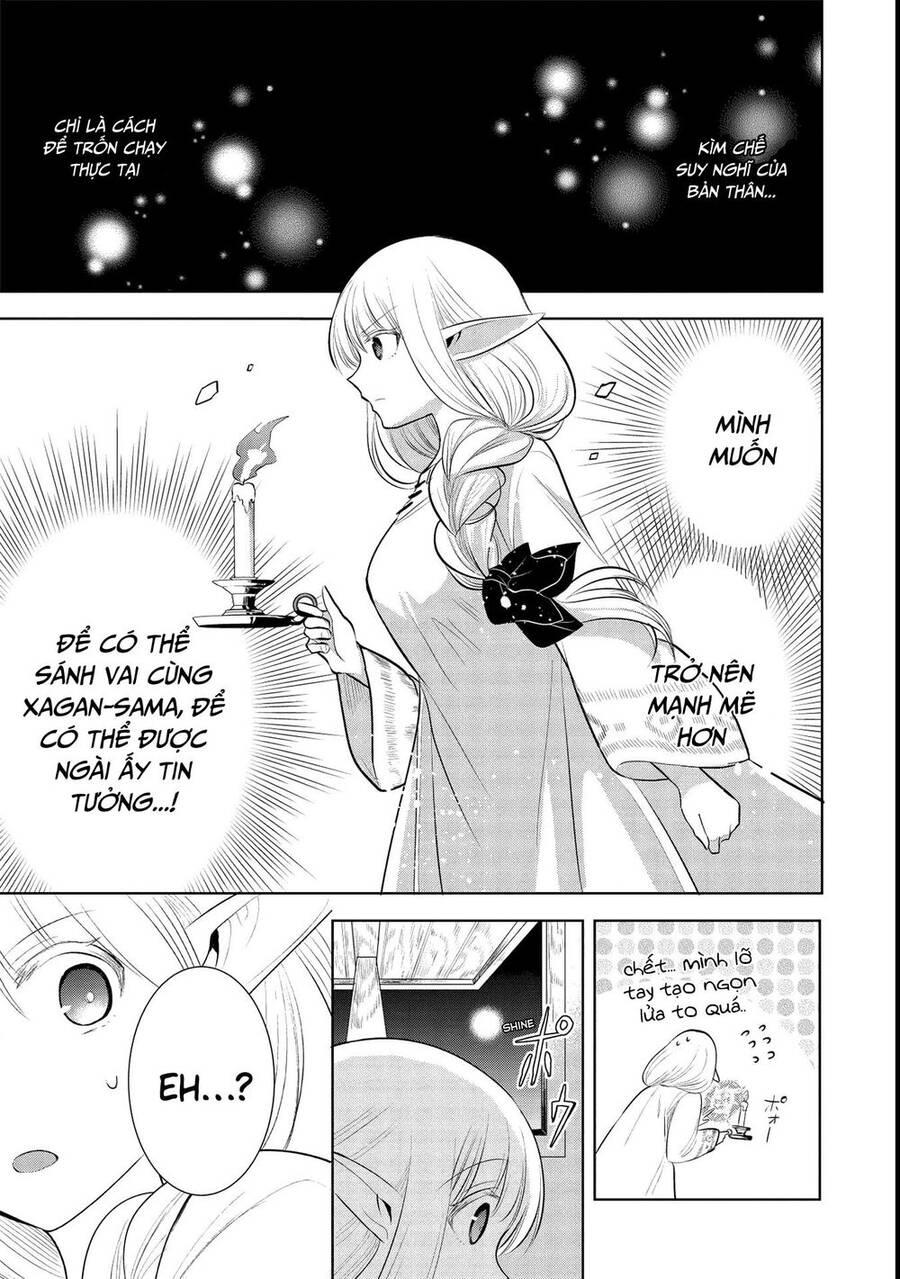 KÌM CHẾ
SUY NGHĨ CỦA
BẢN THÂN...
CHỈ LÀ CÁCH
ĐỂ TRỐN CHẠY
THỰC TẠI
MÌNH
MUỐN
TRỞ NÊN
MẠNH MẼ
HƠN
ĐỂ CÓ THỂ
SÁNH VAI CÙNG
XAGAN-SAMA, ĐỂ
CÓ THỂ ĐƯỢC
NGÀI ẤY TIN
TƯỞNG...!
chết... mình lỡ
tay tạo ngọn
lửa to quá..
ポォー
SHINE
ポウ
EH...?